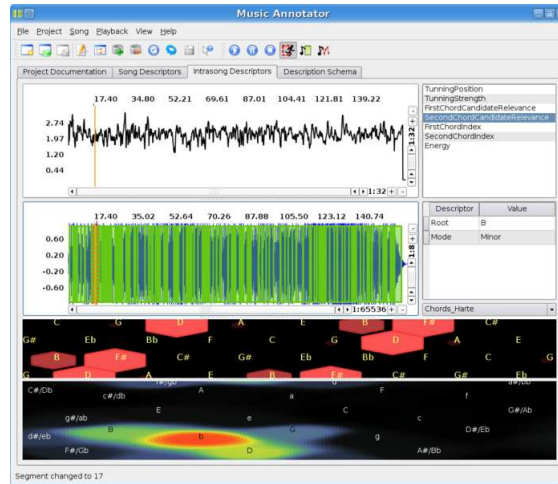 Music Annotator
File Project Song Playback View Help
Project Documentation Song Descriptors Intrasong Descriptors Description Schema
17.40 34.80 52.21 69.61 87.01 104.41 121.81 139.22
2.74
1.97
1.20
0.44
1:32
1:32
TunningPosition
TunningStrength
FirstChordCandidateRelevance
SecondChordCandidateRelevance
FirstChordIndex
SecondChordIndex
Energy
17.40 35.02 52.64 70.26 87.88 105.50 123.12 140.74
0.60
0.20
-0.20
-0.60
1:8
1:65536
Descriptor Value
Root B
Mode Minor
Chords_Harte
C G D A E B F# C#
G# Eb Bb F C G D A E
B F# C# G# Eb Bb F C
G D A E B F# C# G# Eb
C#/Db A F
c#/db a f
E C G#/Ab
g#/ab e c
B G D#/Eb
d#/eb b g
F#/Gb D A#/Bb
Segment changed to 17